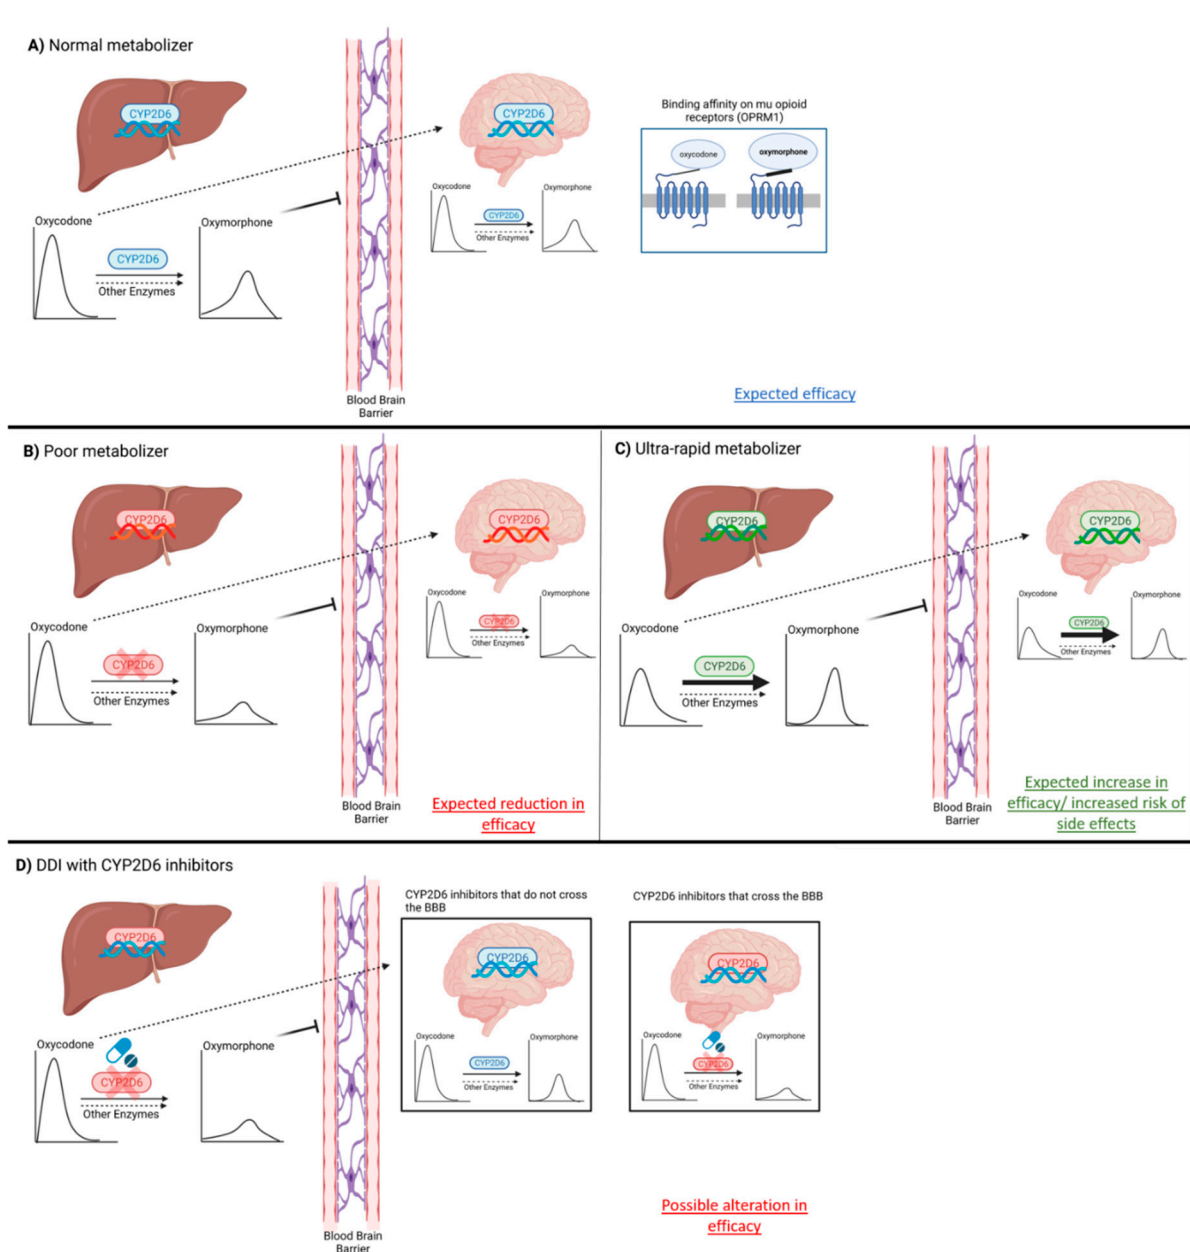 A) Normal metabolizer
CYP2D6
CYP2D6
Binding affinity on mu opioid
receptors (OPRM1)
oxycodone
oxymorphone
Oxycodone
Oxymorphone
CYP2D6
Other Enzymes
Oxycodone
Oxymorphone
CYP2D6
Other Enzymes
Blood Brain
Barrier
Expected efficacy
B) Poor metabolizer
CYP2D6
CYP2D6
Oxycodone
Oxymorphone
CYP2D6
Other Enzymes
Oxycodone
Oxymorphone
CYP2D6
Other Enzymes
Blood Brain
Barrier
Expected reduction in
efficacy
C) Ultra-rapid metabolizer
CYP2D6
CYP2D6
Oxycodone
Oxymorphone
CYP2D6
Other Enzymes
Oxycodone
Oxymorphone
CYP2D6
Other Enzymes
Blood Brain
Barrier
Expected increase in
efficacy/ increased risk of
side effects
D) DDI with CYP2D6 inhibitors
CYP2D6
Oxycodone
Oxymorphone
CYP2D6
Other Enzymes
Blood Brain
Barrier
CYP2D6 inhibitors that do not cross
the BBB
CYP2D6
Oxycodone
Oxymorphone
CYP2D6
Other Enzymes
CYP2D6 inhibitors that cross the BBB
CYP2D6
Oxycodone
Oxymorphone
CYP2D6
Other Enzymes
Possible alteration in
efficacy